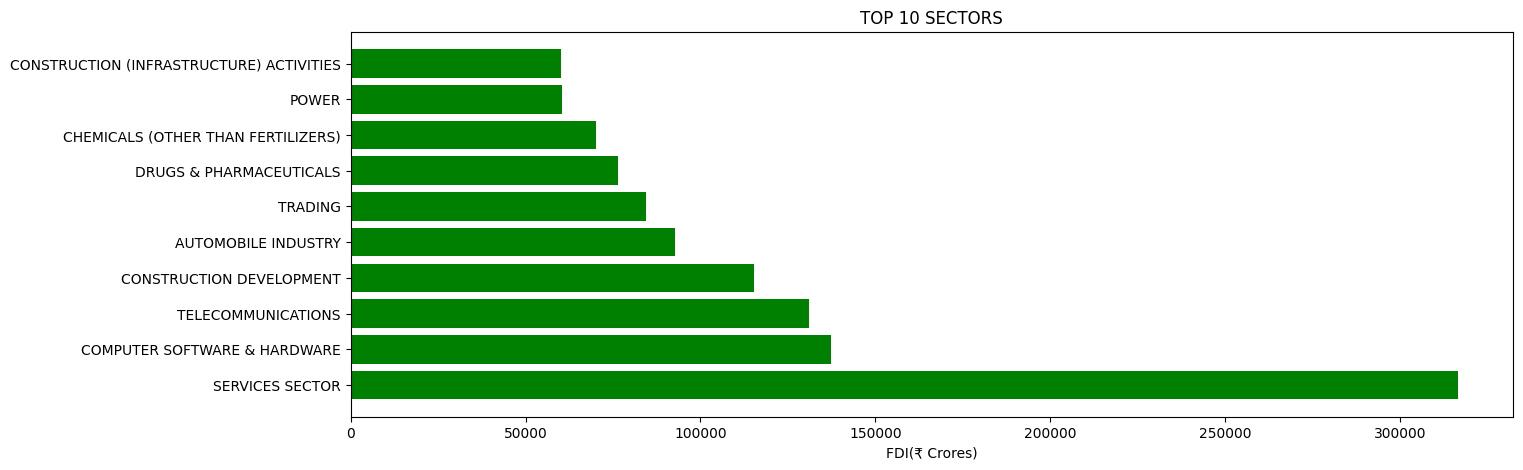 TOP 10 SECTORS
CONSTRUCTION (INFRASTRUCTURE) ACTIVITIES
POWER
CHEMICALS (OTHER THAN FERTILIZERS)
DRUGS & PHARMACEUTICALS
TRADING
AUTOMOBILE INDUSTRY
CONSTRUCTION DEVELOPMENT
TELECOMMUNICATIONS
COMPUTER SOFTWARE & HARDWARE
SERVICES SECTOR
0 50000 100000 150000 200000 250000 300000
FDI(₹ Crores)